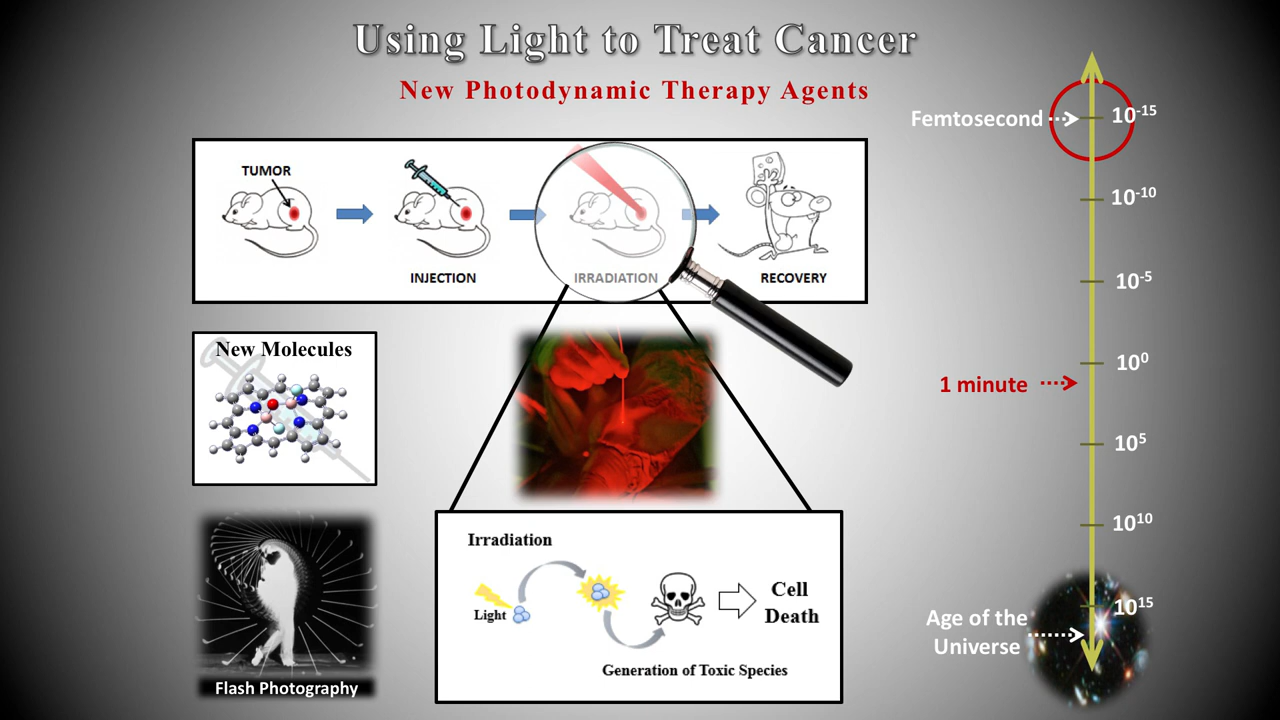 Using Light to Treat Cancer
New Photodynamic Therapy Agents
TUMOR
INJECTION
IRRADIATION
RECOVERY
New Molecules
Flash Photography
Irradiation
Light
Cell
Death
Generation of Toxic Species
Femtosecond
10⁻¹⁵
10⁻¹⁰
10⁻⁵
10⁰
1 minute
10⁵
10¹⁰
10¹⁵
Age of the
Universe